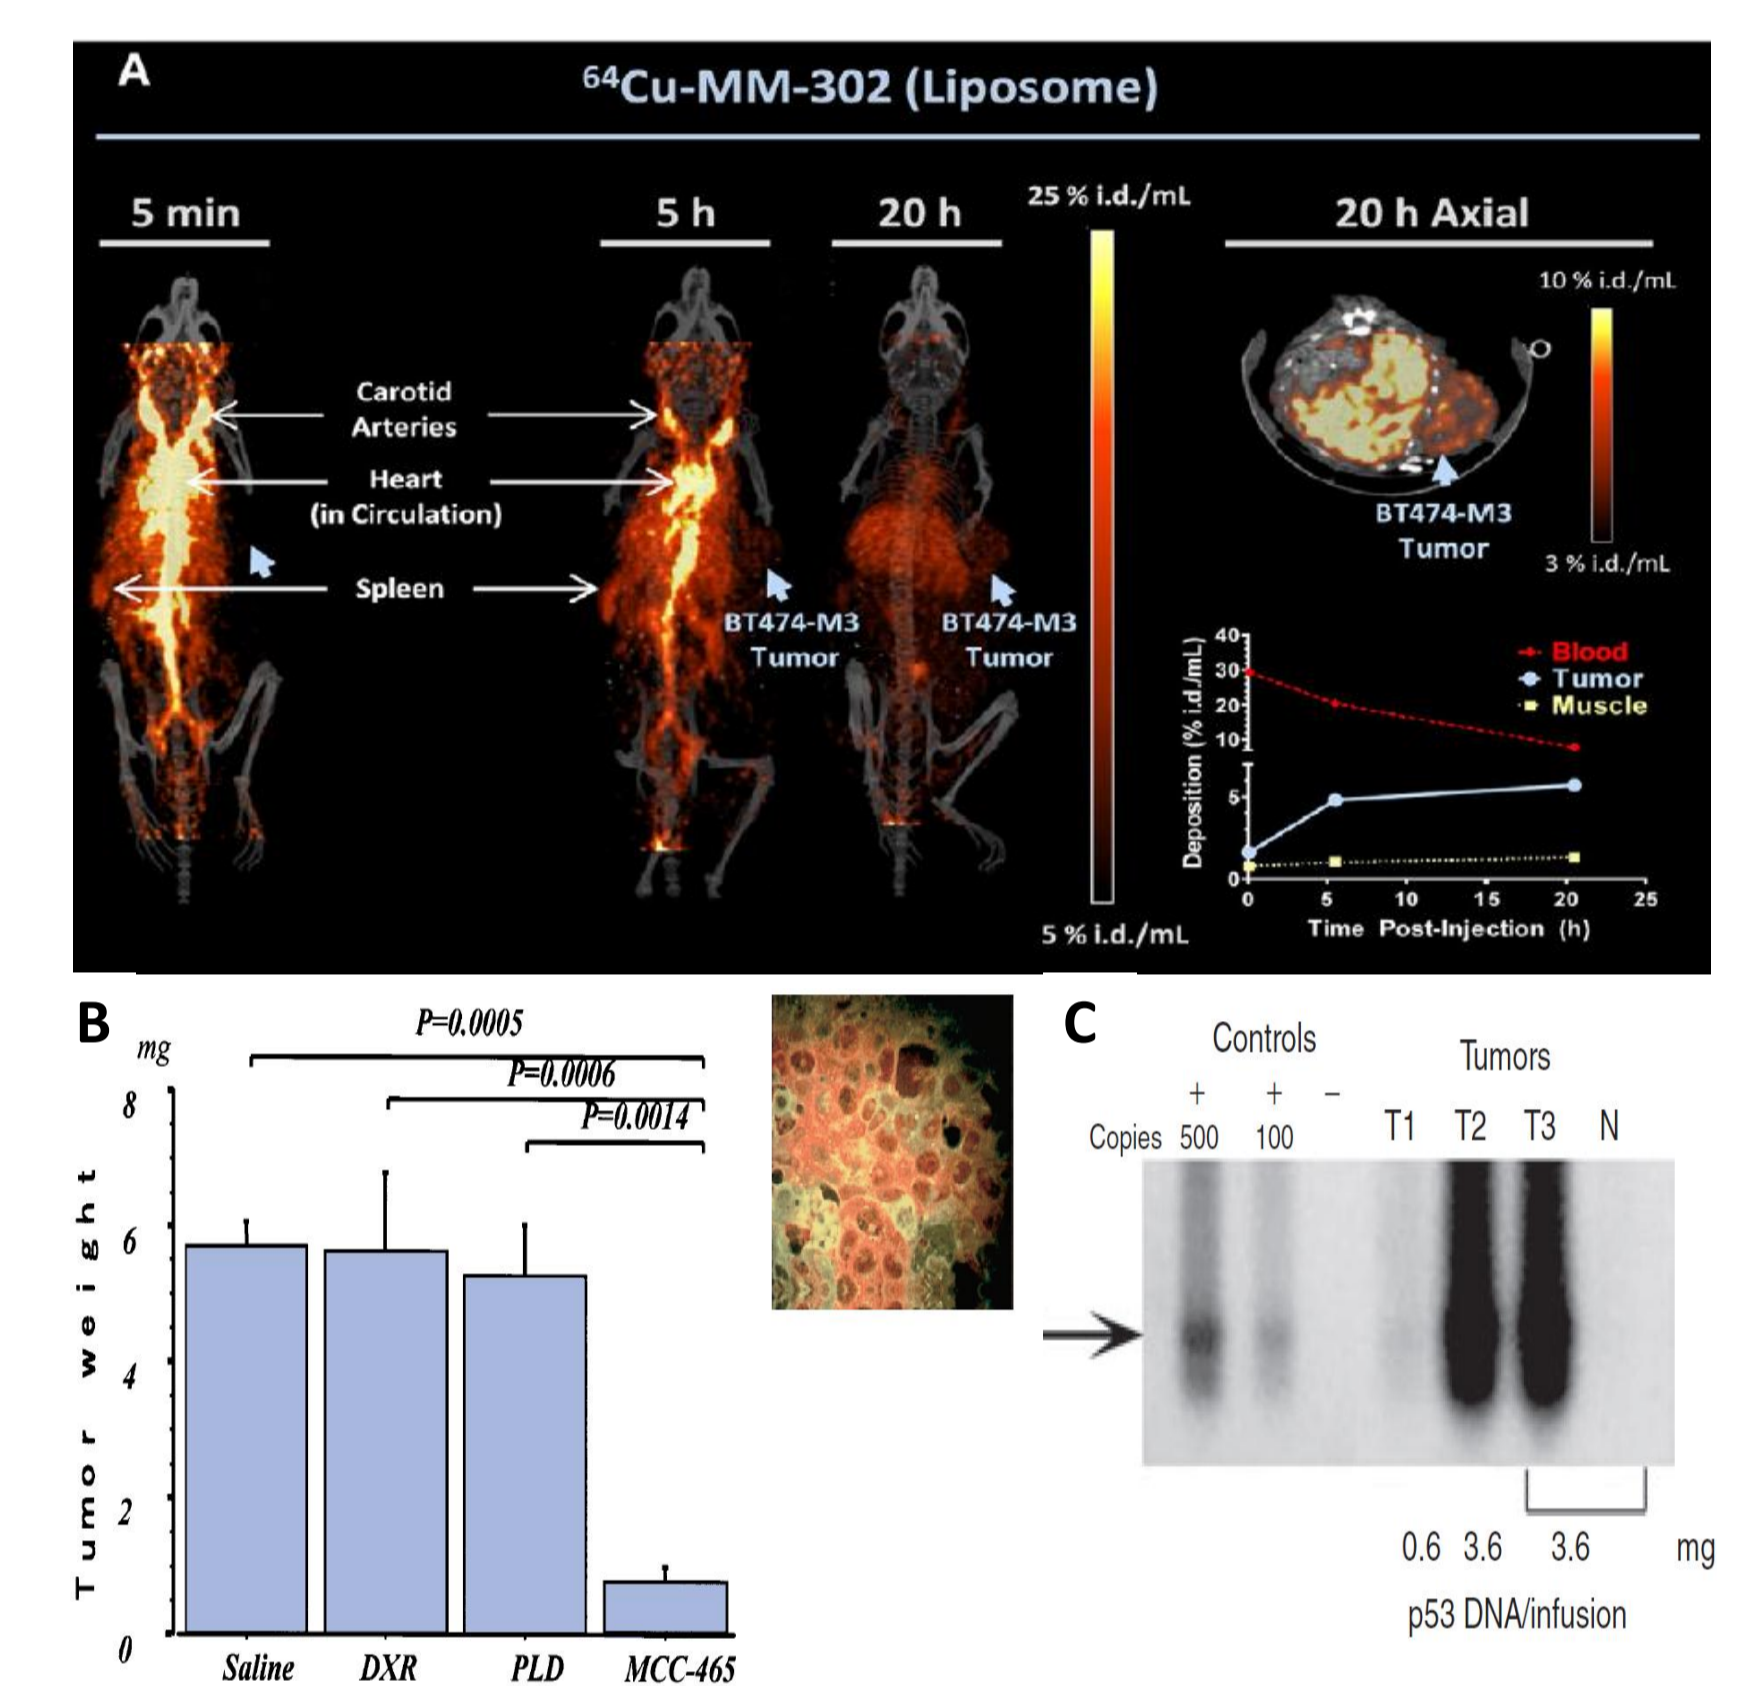 A
⁶⁴Cu-MM-302 (Liposome)
5 min
5 h
20 h
25 % i.d./mL
20 h Axial
10 % i.d./mL
Carotid
Arteries
Heart
(in Circulation)
Spleen
BT474-M3
Tumor
BT474-M3
Tumor
5 % i.d./mL
BT474-M3
Tumor
3 % i.d./mL
Deposition (% i.d./mL)
40
30
20
10
5
0
Blood
Tumor
Muscle
0 5 10 15 20 25
Time Post-Injection (h)
B
mg
P=0.0005
P=0.0006
P=0.0014
Tumor weight
8
6
4
2
0
Saline DXR PLD MCC-465
C
Controls
Tumors
+ + –
Copies 500 100
T1 T2 T3 N
0.6 3.6 3.6 mg
p53 DNA/infusion